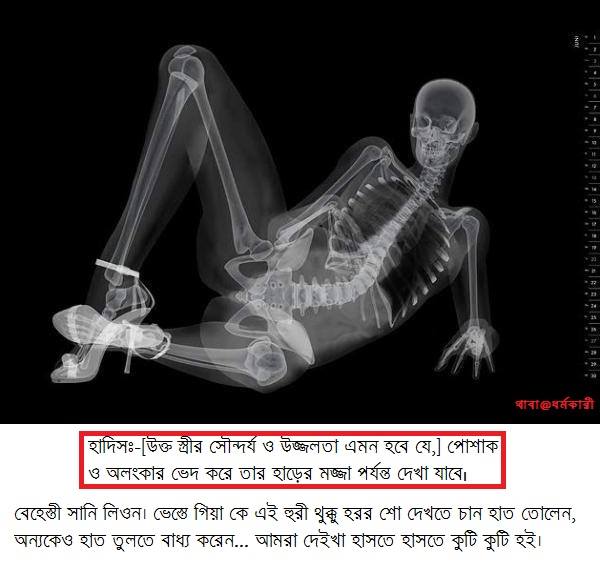 JUNI
থাবা@ধর্মকারী
হাদিসঃ-[উক্ত স্ত্রীর সৌন্দর্য ও উজ্জলতা এমন হবে যে,] পোশাক
ও অলংকার ভেদ করে তার হাড়ের মজ্জা পর্যন্ত দেখা যাবে।
বেহেস্তী সানি লিওন। ভেস্তে গিয়া কে এই হুরী থুক্কু হরর শো দেখতে চান হাত তোলেন,
অন্যকেও হাত তুলতে বাধ্য করেন... আমরা দেইখা হাসতে হাসতে কুটি কুটি হই।